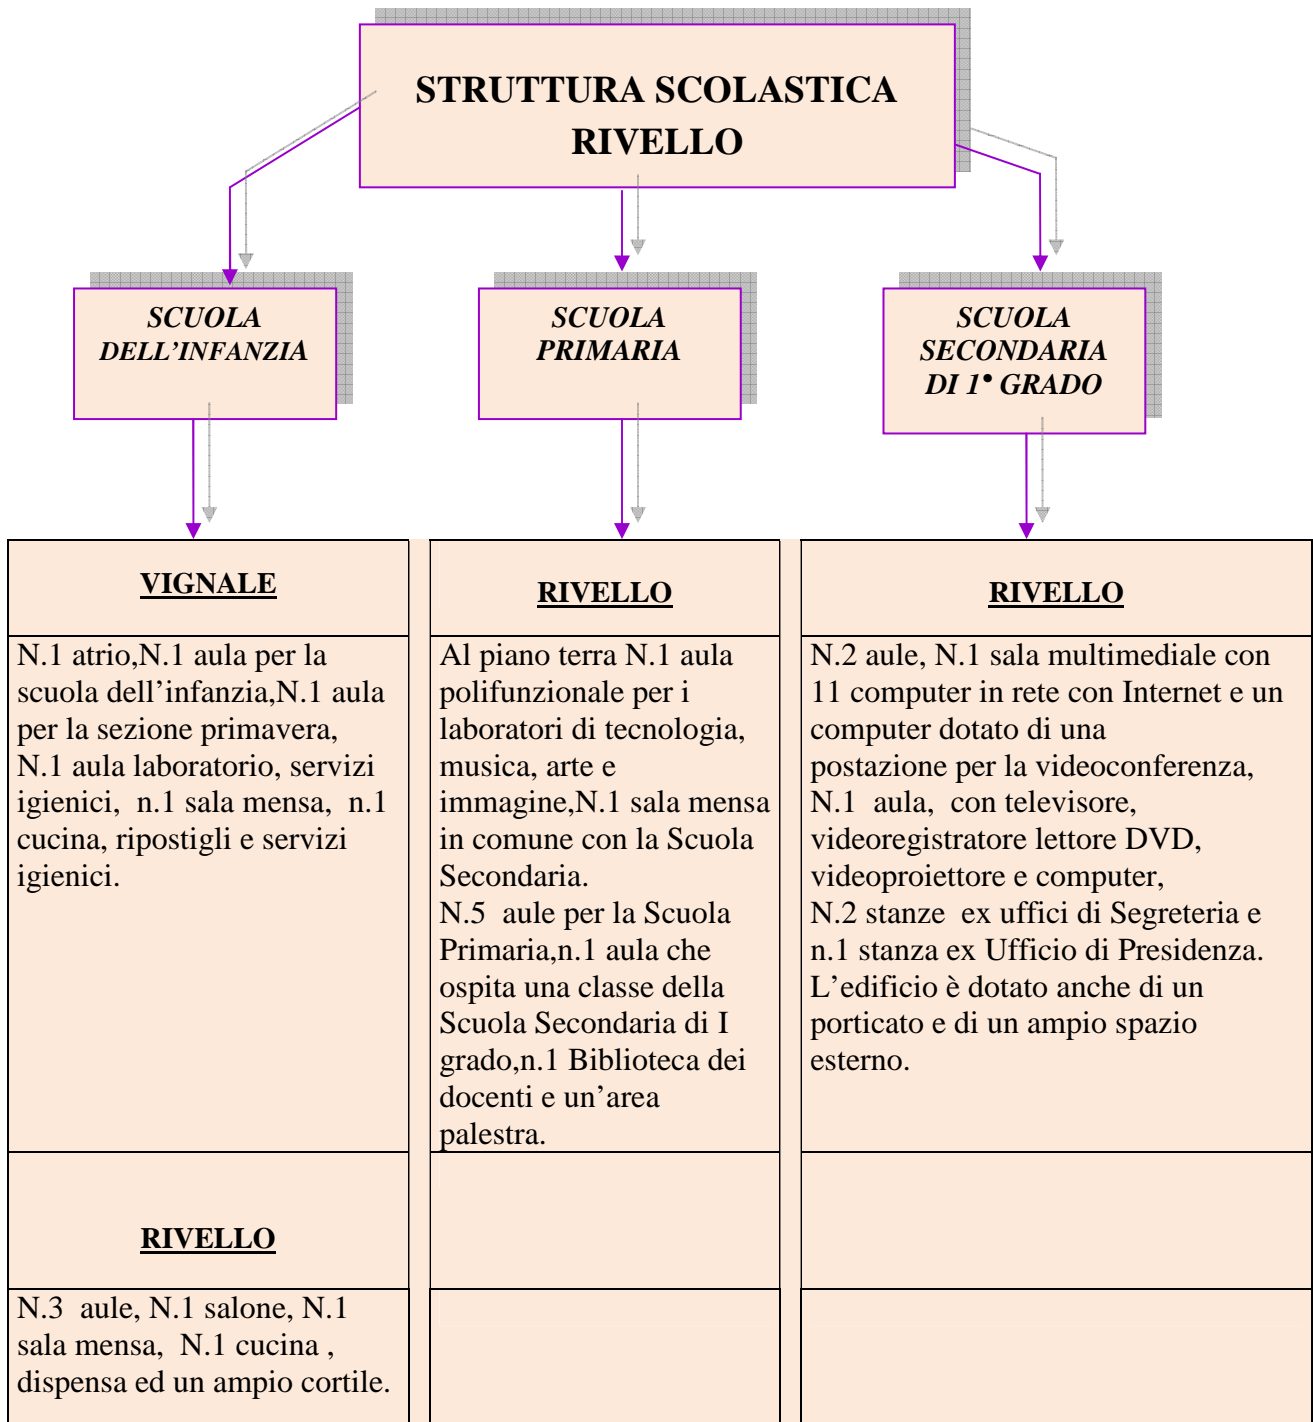 STRUTTURA SCOLASTICA
RIVELLO
SCUOLA
DELL’INFANZIA
SCUOLA
PRIMARIA
SCUOLA
SECONDARIA
DI 1• GRADO
VIGNALE
N.1 atrio,N.1 aula per la
scuola dell’infanzia,N.1 aula
per la sezione primavera,
N.1 aula laboratorio, servizi
igienici, n.1 sala mensa, n.1
cucina, ripostigli e servizi
igienici.
RIVELLO
N.3 aule, N.1 salone, N.1
sala mensa, N.1 cucina ,
dispensa ed un ampio cortile.
RIVELLO
Al piano terra N.1 aula
polifunzionale per i
laboratori di tecnologia,
musica, arte e
immagine,N.1 sala mensa
in comune con la Scuola
Secondaria.
N.5 aule per la Scuola
Primaria,n.1 aula che
ospita una classe della
Scuola Secondaria di I
grado,n.1 Biblioteca dei
docenti e un’area
palestra.
RIVELLO
N.2 aule, N.1 sala multimediale con
11 computer in rete con Internet e un
computer dotato di una
postazione per la videoconferenza,
N.1 aula, con televisore,
videoregistratore lettore DVD,
videoproiettore e computer,
N.2 stanze ex uffici di Segreteria e
n.1 stanza ex Ufficio di Presidenza.
L’edificio è dotato anche di un
porticato e di un ampio spazio
esterno.